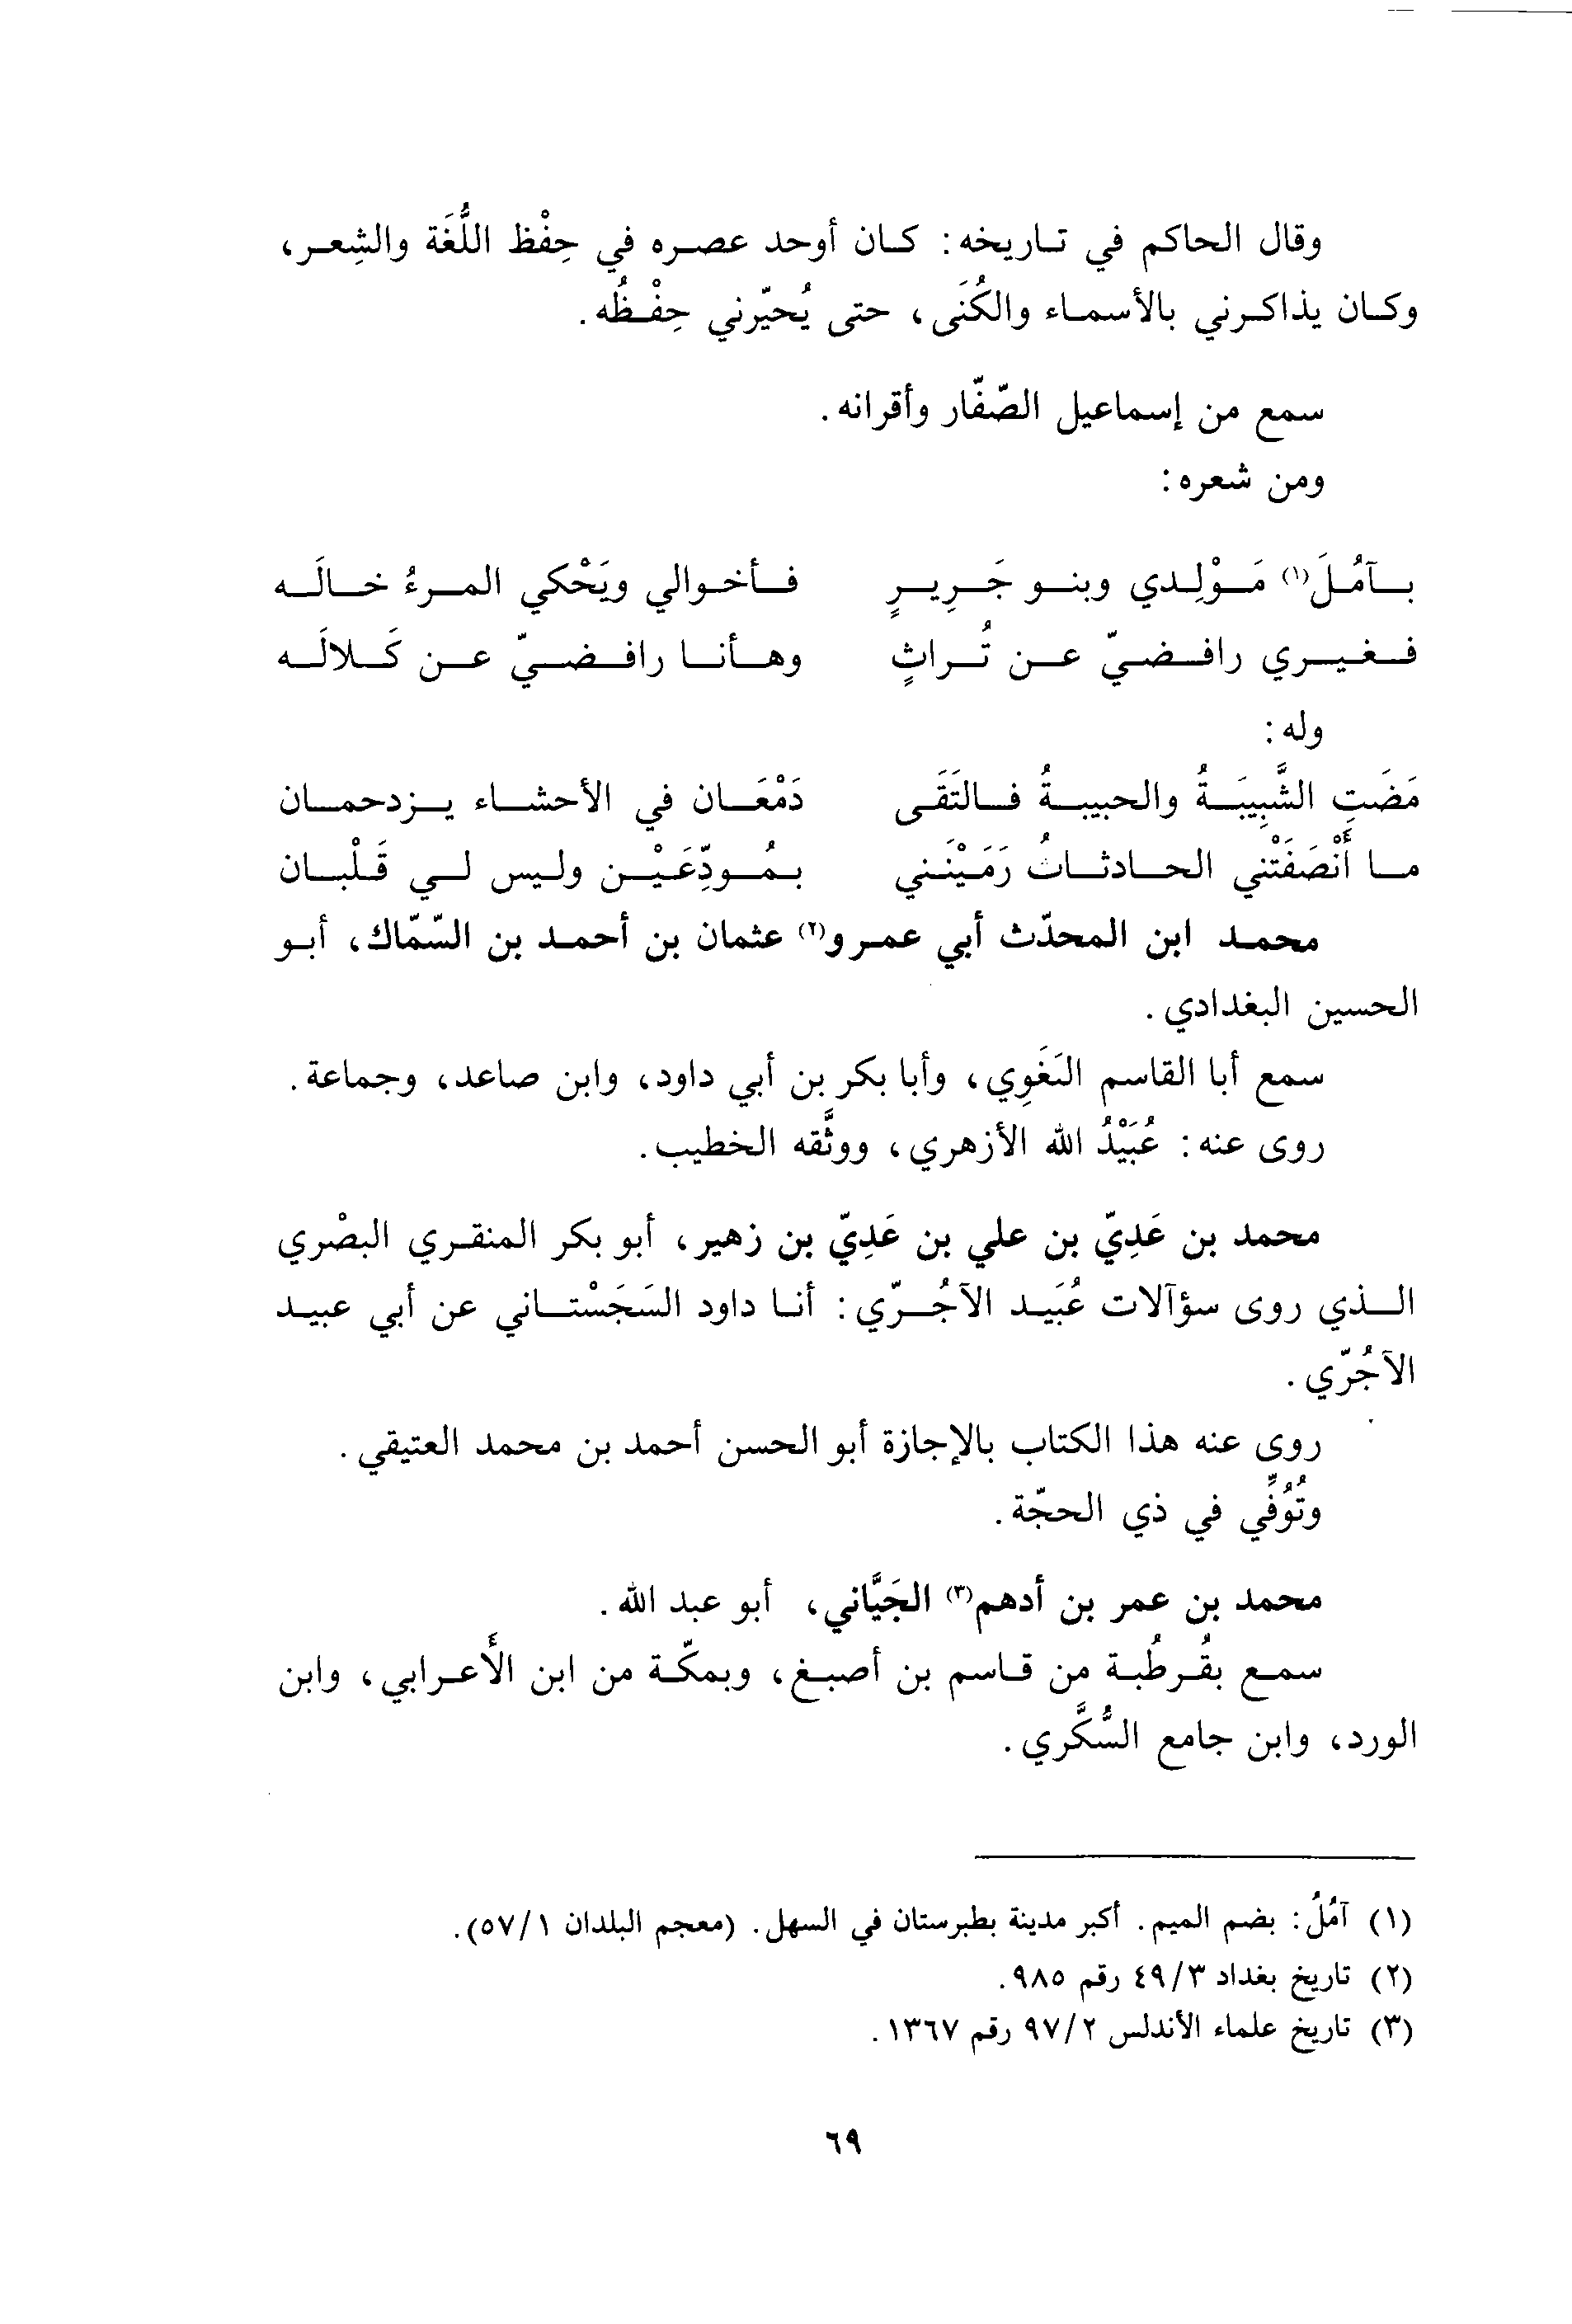 وقال الحاكم في تاريخه: كان أوحد عصره في حِفْظ اللُّغَة والشِعر،
وكان يذاكرني بالأسماء والكُنَى، حتى يُحيّرني حِفْظُه.
سمع من إسماعيل الصّفّار وأقرانه.
ومن شعره:
بآمُلَ(١) مَوْلِدي وبنو جَرِيرٍ فأخوالي ويَحْكي المرءُ خالَه
فغيري رافضيّ عن تُراثٍ وهأنا رافضيّ عن كَلالَه
وله:
مَضَتِ الشَّبِيبَةُ والحبيبةُ فالتَقَى دَمْعَان في الأحشاء يزدحمان
ما أَنْصَفَتْني الحادثاتُ رَمَيْنَني بمُودِّعَيْن وليس لي قَلْبان
محمد ابن المحدّث أبي عمرو(٢) عثمان بن أحمد بن السّمّاك، أبو
الحسين البغدادي.
سمع أبا القاسم البَغَوِي، وأبا بكر بن أبي داود، وابن صاعد، وجماعة.
روى عنه: عُبَيْدُ الله الأزهري، ووثَّقه الخطيب.
محمد بن عَدِيّ بن علي بن عَدِيّ بن زهير، أبو بكر المنقري البصْري
الذي روى سؤآلات عُبَيد الآجُرّي: أنا داود السَجَسْتاني عن أبي عبيد
الآجُرّي.
روى عنه هذا الكتاب بالإجازة أبو الحسن أحمد بن محمد العتيقي.
وتُوُفِّي في ذي الحجّة.
محمد بن عمر بن أدهم(٣) الجَيَّاني، أبو عبد الله.
سمع بقُرطُبة من قاسم بن أصبغ، وبمكّة من ابن الأَعرابي، وابن
الورد، وابن جامع السُّكَّري.
(١) آمُلُ: بضم الميم. أكبر مدينة بطبرستان في السهل. (معجم البلدان ٥٧/١).
(٢) تاريخ بغداد ٤٩/٣ رقم ٩٨٥.
(٣) تاريخ علماء الأندلس ٩٧/٢ رقم ١٣٦٧.
٦٩